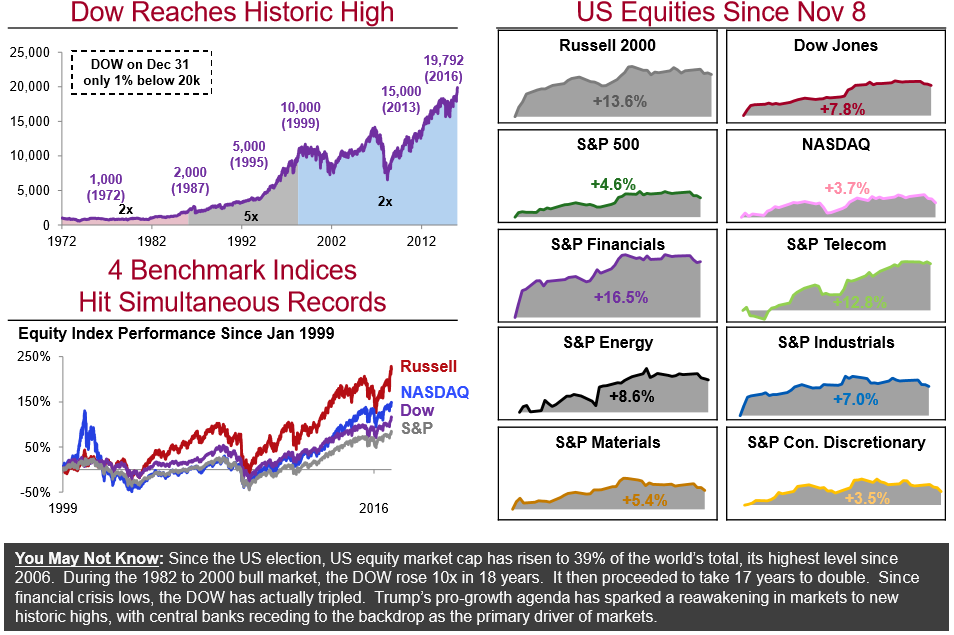 Dow Reaches Historic High
25,000
20,000
15,000
10,000
5,000
0
1972
1982
1992
2002
2012
DOW on Dec 31
only 1% below 20k
1,000
(1972)
2x
2,000
(1987)
5,000
(1995)
5x
10,000
(1999)
2x
15,000
(2013)
19,792
(2016)
4 Benchmark Indices
Hit Simultaneous Records
Equity Index Performance Since Jan 1999
250%
150%
50%
-50%
1999
2016
Russell
NASDAQ
Dow
S&P
US Equities Since Nov 8
Russell 2000
+13.6%
Dow Jones
+7.8%
S&P 500
+4.6%
NASDAQ
+3.7%
S&P Financials
+16.5%
S&P Telecom
+12.8%
S&P Energy
+8.6%
S&P Industrials
+7.0%
S&P Materials
+5.4%
S&P Con. Discretionary
+3.5%
You May Not Know: Since the US election, US equity market cap has risen to 39% of the world's total, its highest level since
2006. During the 1982 to 2000 bull market, the DOW rose 10x in 18 years. It then proceeded to take 17 years to double. Since
financial crisis lows, the DOW has actually tripled. Trump's pro-growth agenda has sparked a reawakening in markets to new
historic highs, with central banks receding to the backdrop as the primary driver of markets.